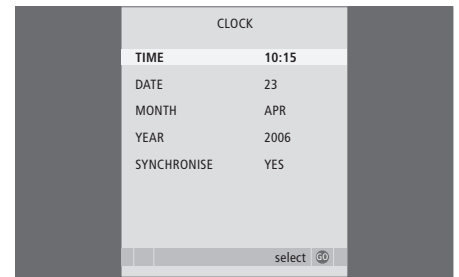 CLOCK
TIME 10:15
DATE 23
MONTH APR
YEAR 2006
SYNCHRONISE YES
select GO